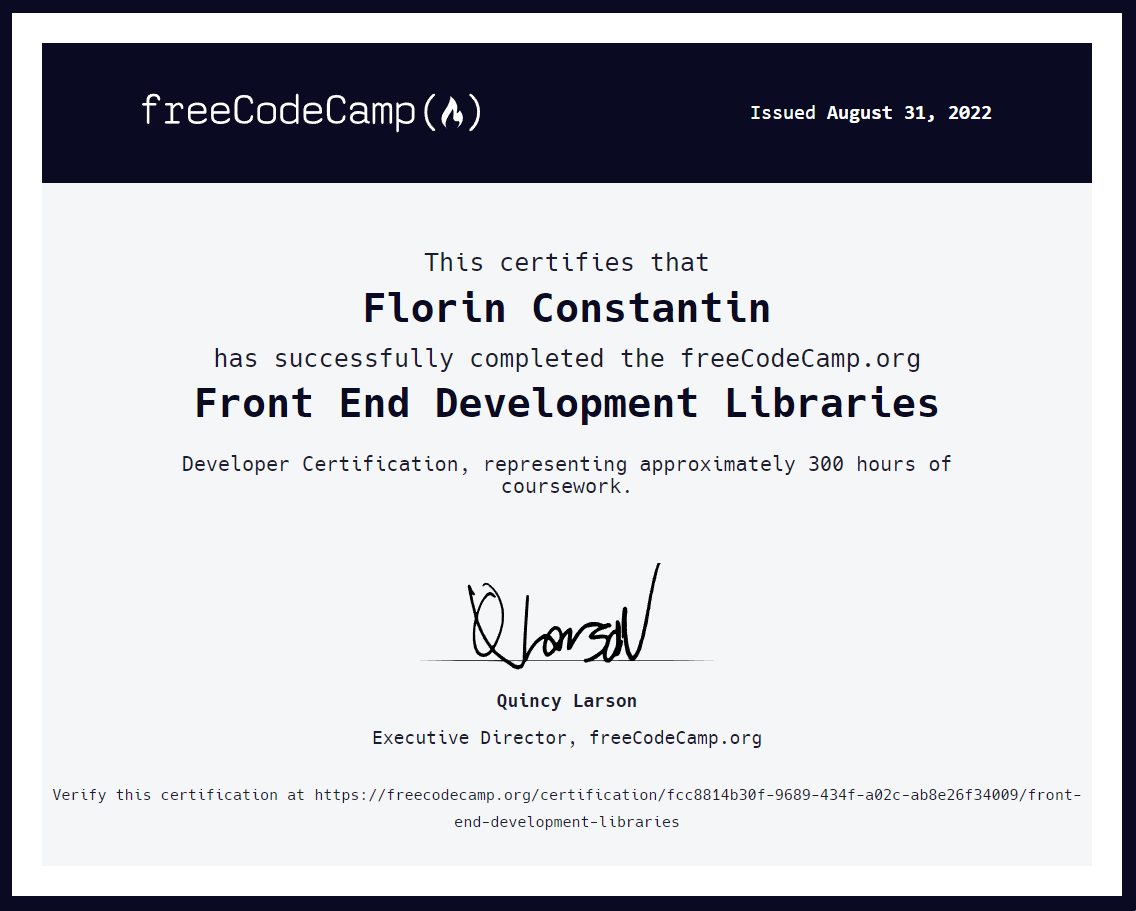 freeCodeCamp
Issued August 31, 2022
This certifies that
Florin Constantin
has successfully completed the freeCodeCamp.org
Front End Development Libraries
Developer Certification, representing approximately 300 hours of
coursework.
Q Larson
Quincy Larson
Executive Director, freeCodeCamp.org
Verify this certification at https://freecodecamp.org/certification/fcc8814b30f-9689-434f-a02c-ab8e26f34009/front-
end-development-libraries